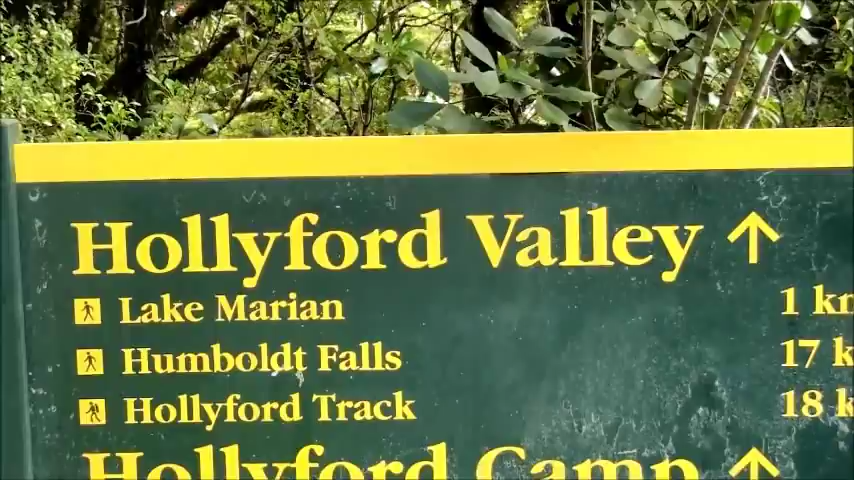 Hollyford Valley ↑
Lake Marian 1
Humboldt Falls 17
Hollyford Track 18
Hollyford Camp ↑